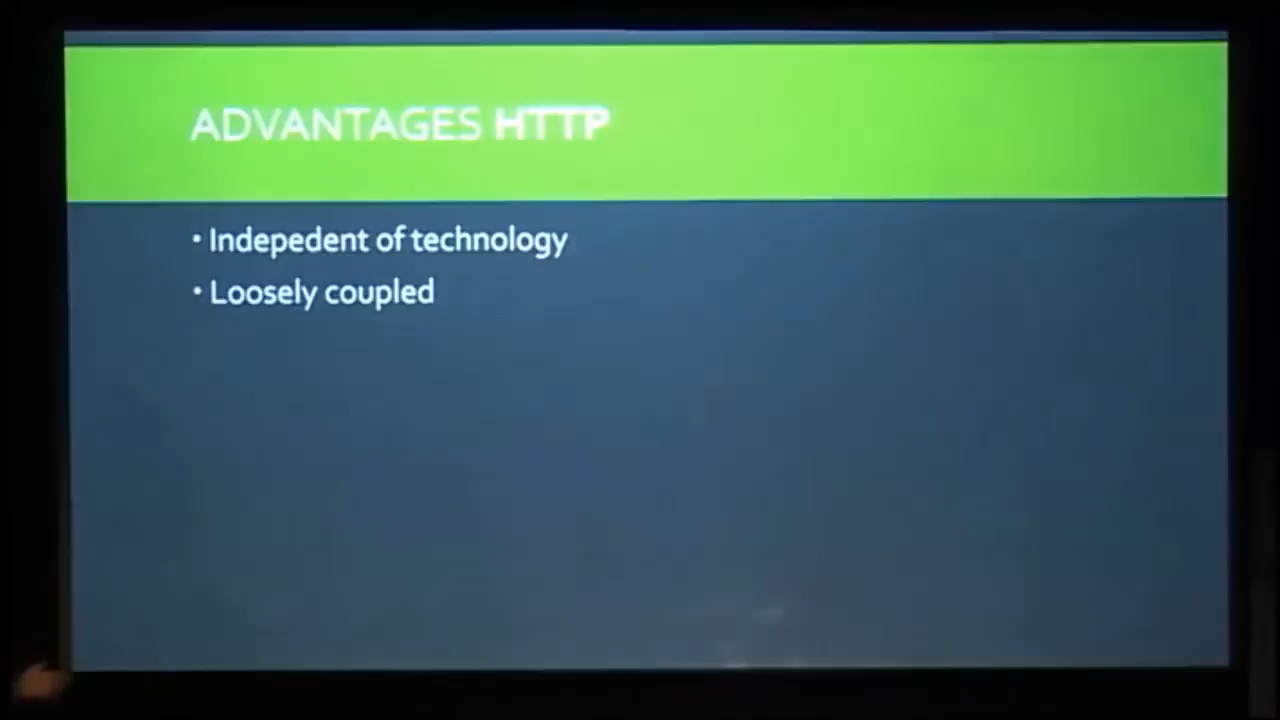 ADVANTAGES HTTP
• Indepedent of technology
• Loosely coupled